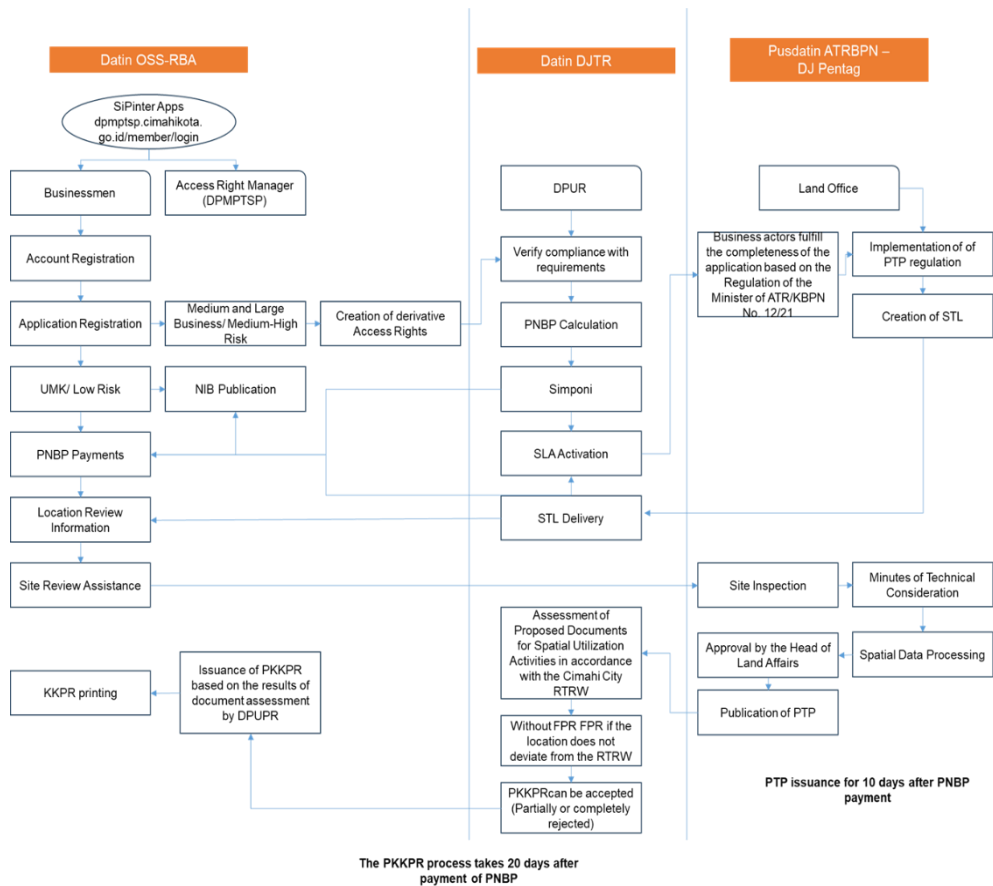 Datin OSS-RBA
Datin DJTR
Pusdatin ATRBPN –
DJ Pentag
SiPinter Apps
dpmptsp.cimahikota.
go.id/member/login
Businessmen
Access Right Manager
(DPMPTSP)
DPUR
Land Office
Account Registration
Verify compliance with
requirements
Business actors fulfill
the completeness of the
application based on the
Regulation of the
Minister of ATR/KBPN
No. 12/21
Implementation of of
PTP regulation
Application Registration
Medium and Large
Business/ Medium-High
Risk
Creation of derivative
Access Rights
PNBP Calculation
Creation of STL
UMK/ Low Risk
NIB Publication
Simponi
PNBP Payments
SLA Activation
Location Review
Information
STL Delivery
Site Review Assistance
Site Inspection
Minutes of Technical
Consideration
Assessment of
Proposed Documents
for Spatial Utilization
Activities in accordance
with the Cimahi City
RTRW
Approval by the Head of
Land Affairs
Spatial Data Processing
KKPR printing
Issuance of PKKPR
based on the results of
document assessment
by DPUPR
Publication of PTP
Without FPR FPR if the
location does not
deviate from the RTRW
PKKPRcan be accepted
(Partially or completely
rejected)
PTP issuance for 10 days after PNBP
payment
The PKKPR process takes 20 days after
payment of PNBP